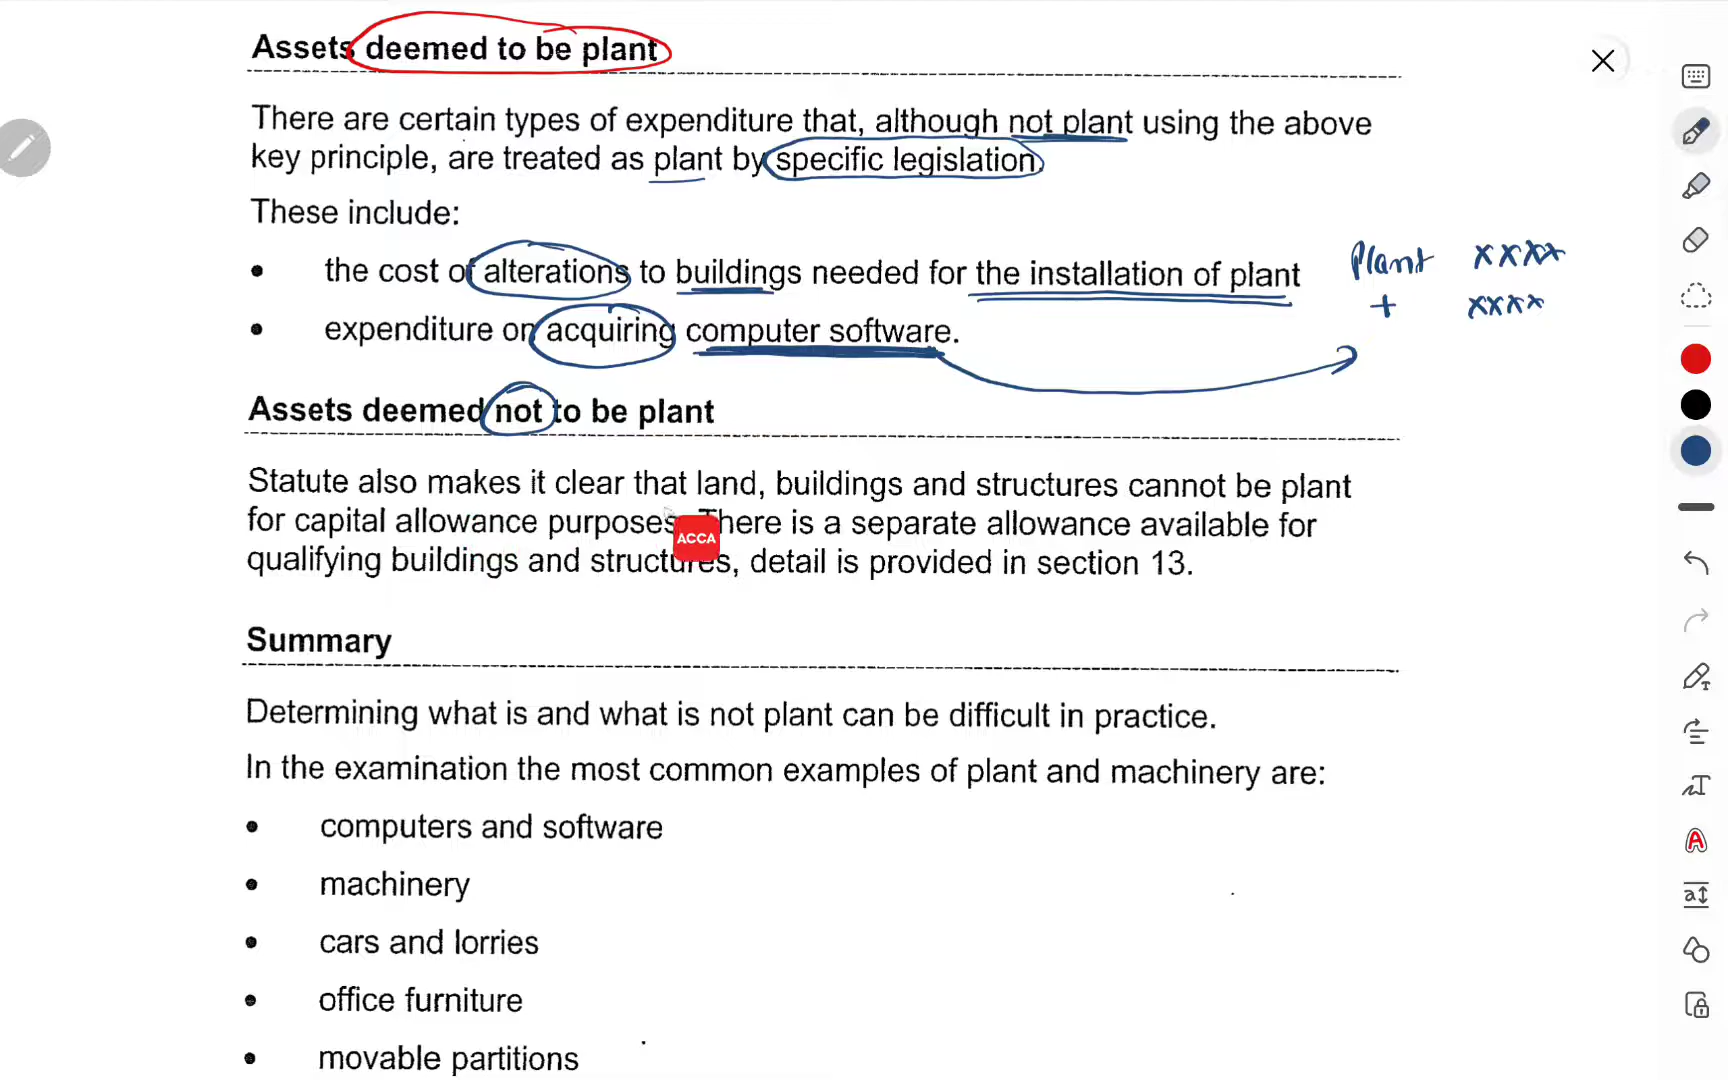 Assets deemed to be plant
There are certain types of expenditure that, although not plant using the above
key principle, are treated as plant by specific legislation.
These include:
• the cost of alterations to buildings needed for the installation of plant
Plant xxxx
+ xxxx
• expenditure on acquiring computer software.
Assets deemed not to be plant
Statute also makes it clear that land, buildings and structures cannot be plant
for capital allowance purposes. There is a separate allowance available for
ACCA
qualifying buildings and structures, detail is provided in section 13.
Summary
Determining what is and what is not plant can be difficult in practice.
In the examination the most common examples of plant and machinery are:
• computers and software
• machinery
• cars and lorries
• office furniture
• movable partitions